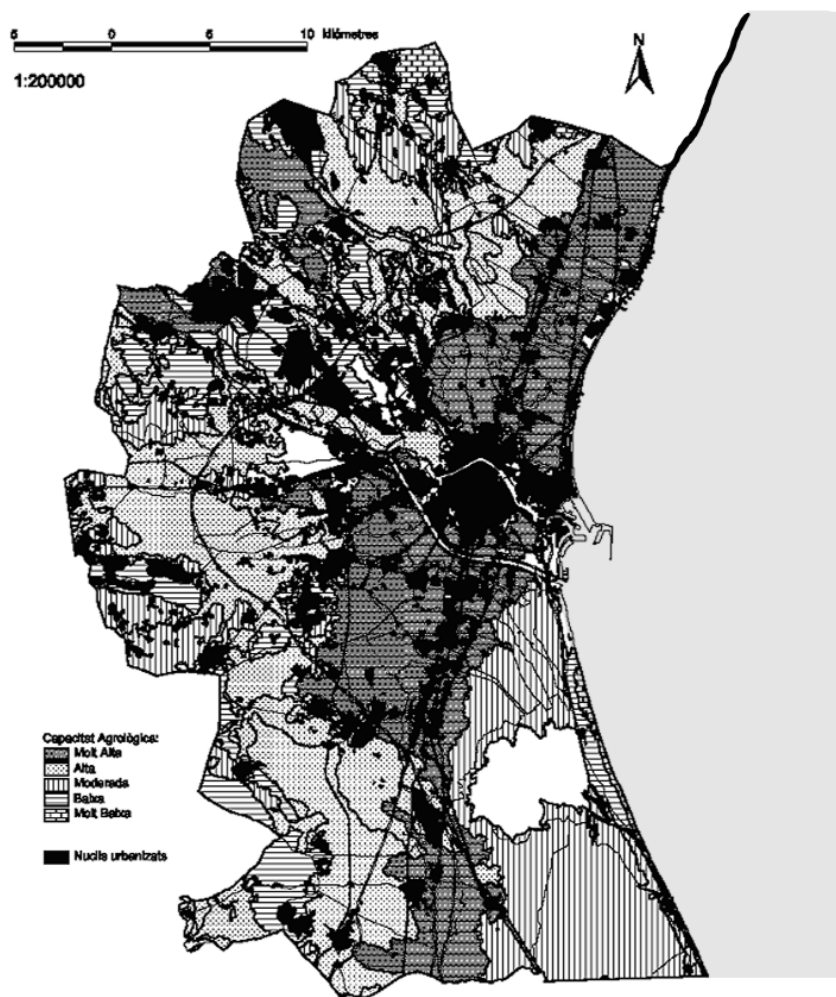 5 0 5 10 kilómetres
1:200000
N
Capacitat Agrològica:
Molt Alta
Alta
Moderada
Baixa
Molt Baixa
Nuclis urbanitzats